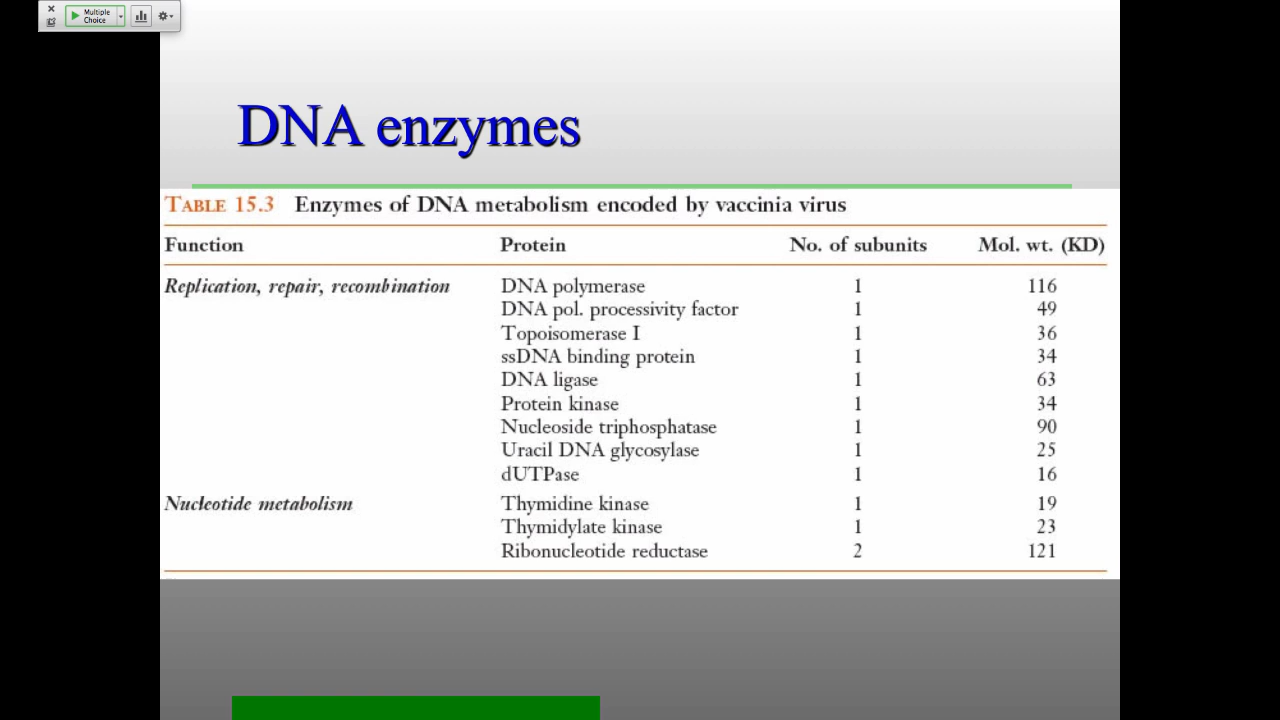 Multiple
Choice
DNA enzymes
TABLE 15.3 Enzymes of DNA metabolism encoded by vaccinia virus
Function Protein No. of subunits Mol. wt. (KD)
Replication, repair, recombination DNA polymerase 1 116
DNA pol. processivity factor 1 49
Topoisomerase I 1 36
ssDNA binding protein 1 34
DNA ligase 1 63
Protein kinase 1 34
Nucleoside triphosphatase 1 90
Uracil DNA glycosylase 1 25
dUTPase 1 16
Nucleotide metabolism Thymidine kinase 1 19
Thymidylate kinase 1 23
Ribonucleotide reductase 2 121